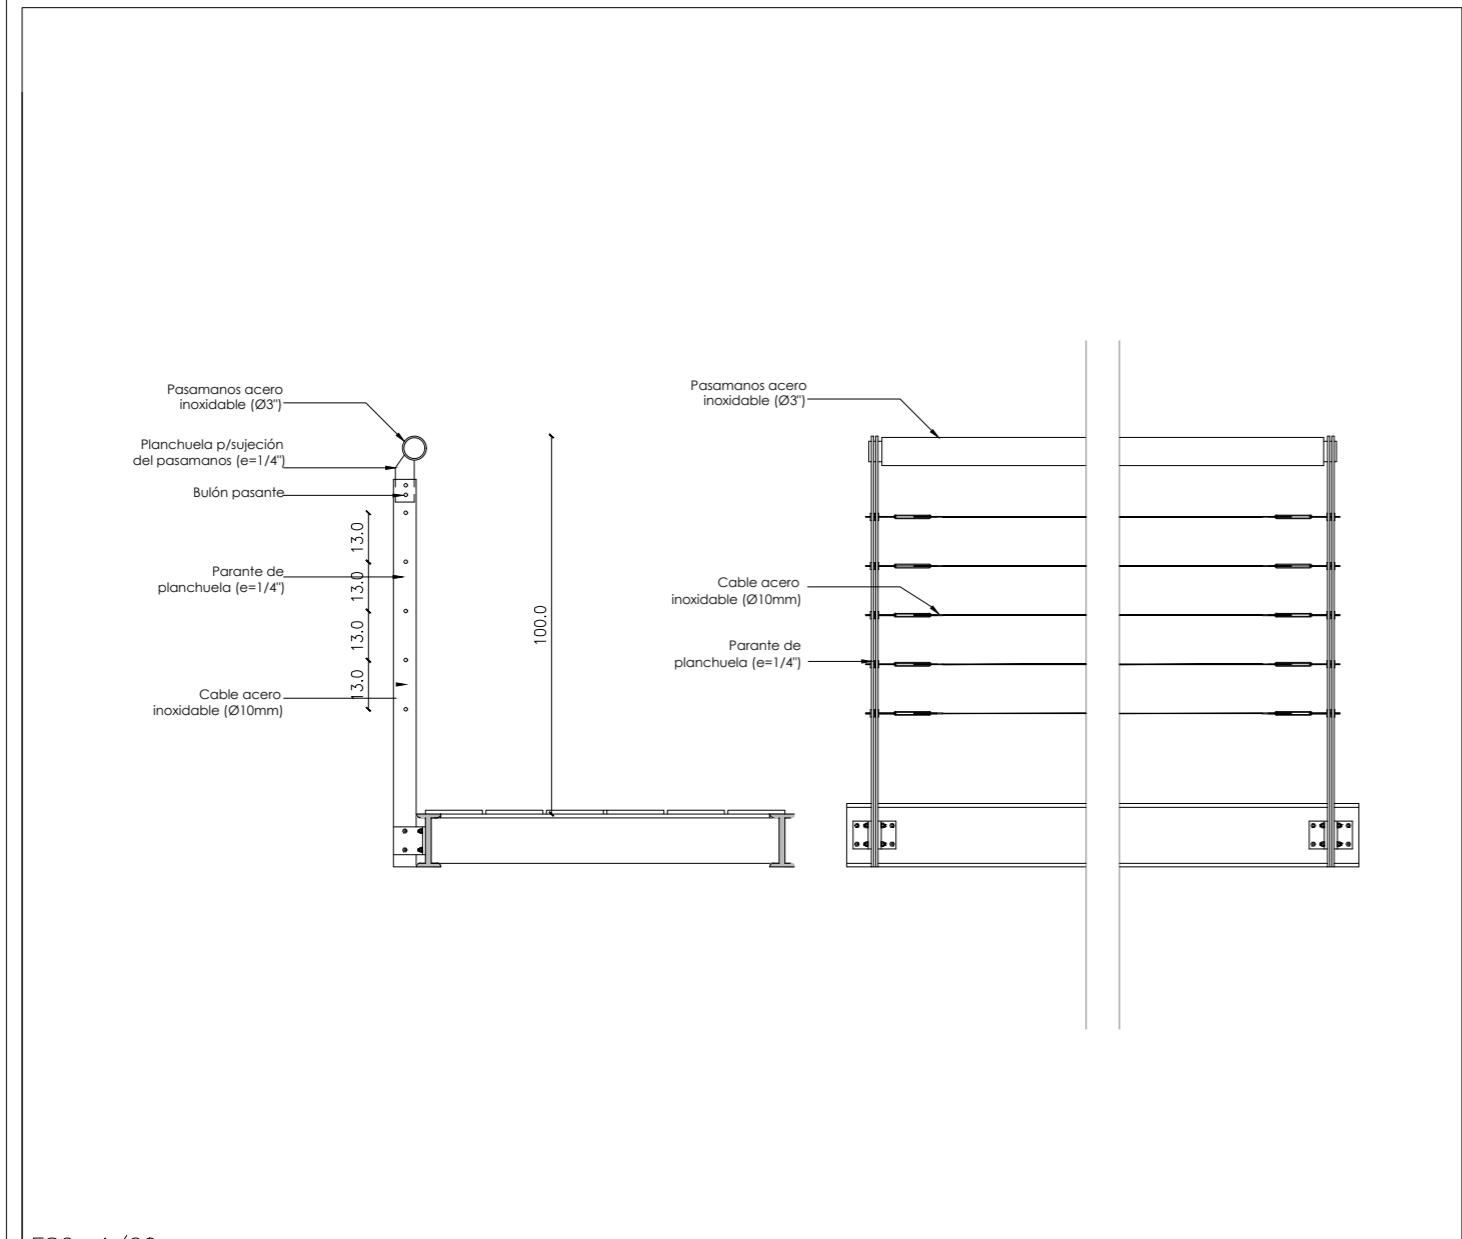 Pasamanos acero
inoxidable (Ø3")
Planchuela p/sujeción
del pasamanos (e=1/4")
Bulón pasante
13.0
13.0
13.0
13.0
Parante de
planchuela (e=1/4")
Cable acero
inoxidable (Ø10mm)
100.0
Pasamanos acero
inoxidable (Ø3")
Cable acero
inoxidable (Ø10mm)
Parante de
planchuela (e=1/4")